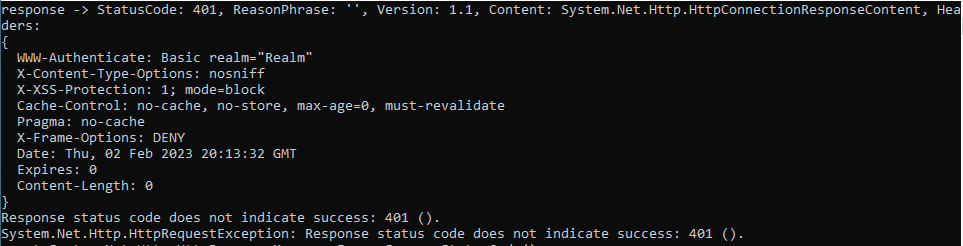 response -> StatusCode: 401, ReasonPhrase: '', Version: 1.1, Content: System.Net.Http.HttpConnectionResponseContent, Hea
ders:
{
  WWW-Authenticate: Basic realm="Realm"
  X-Content-Type-Options: nosniff
  X-XSS-Protection: 1; mode=block
  Cache-Control: no-cache, no-store, max-age=0, must-revalidate
  Pragma: no-cache
  X-Frame-Options: DENY
  Date: Thu, 02 Feb 2023 20:13:32 GMT
  Expires: 0
  Content-Length: 0
}
Response status code does not indicate success: 401 ().
System.Net.Http.HttpRequestException: Response status code does not indicate success: 401 ().